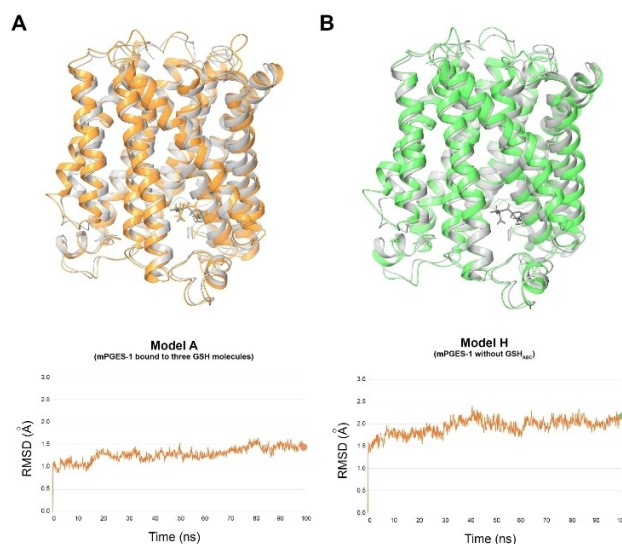 A
B
Model A
(mPGES-1 bound to three GSH molecules)
3.0
2.5
2.0
1.5
1.0
0.5
0.0
RMSD (Å)
0 10 20 30 40 50 60 70 80 90 100
Time (ns)
Model H
(mPGES-1 without GSHABC)
3.0
2.5
2.0
1.5
1.0
0.5
0.0
RMSD (Å)
0 10 20 30 40 50 60 70 80 90 100
Time (ns)